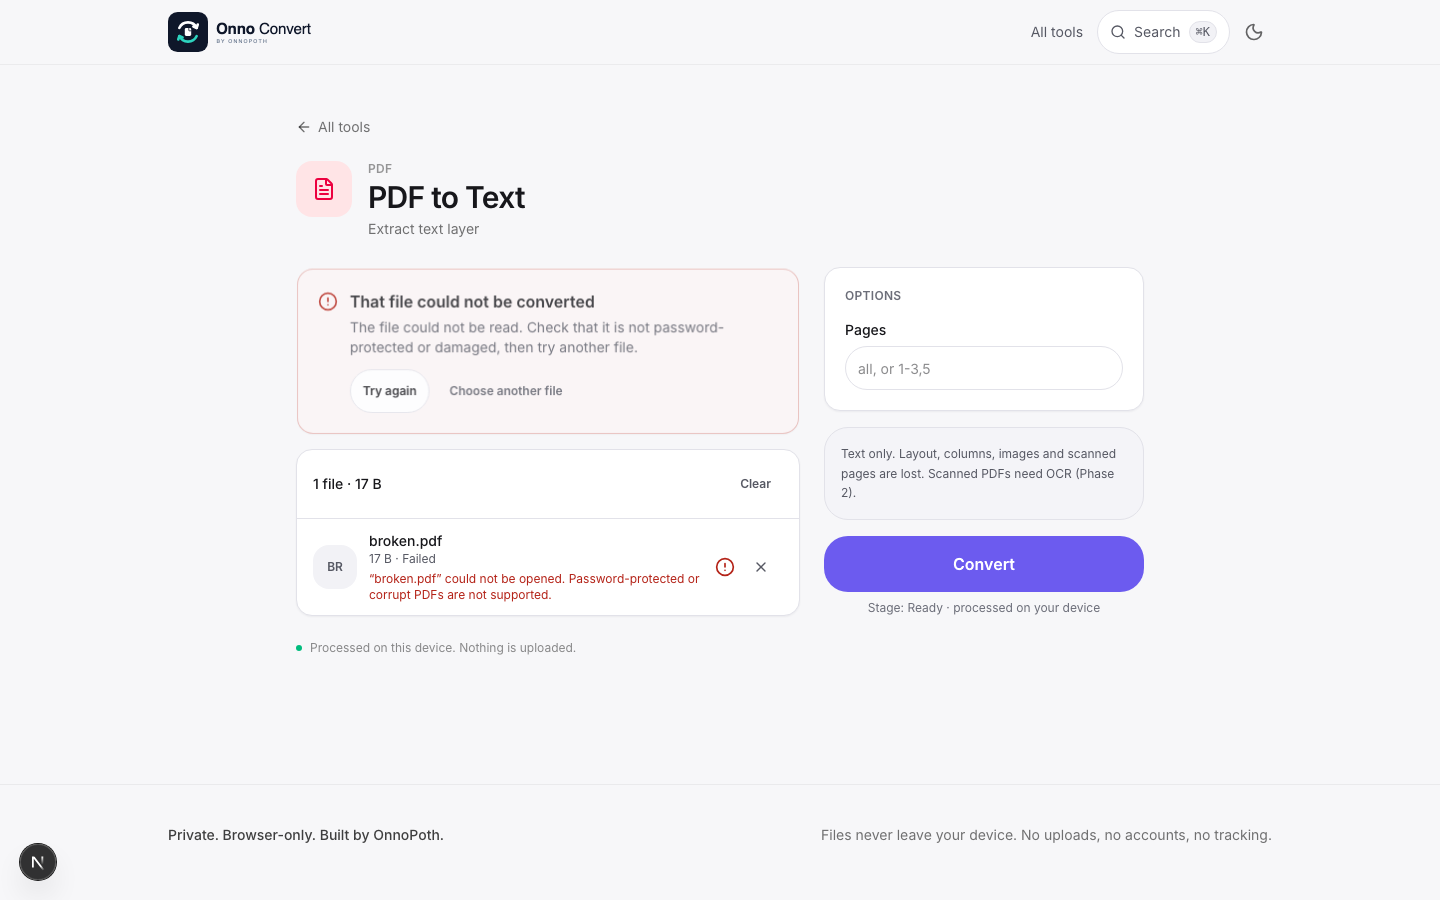 Onno Convert
BY ONNOPOTH
All tools
Search ⌘K
All tools
PDF
PDF to Text
Extract text layer
That file could not be converted
The file could not be read. Check that it is not password-
protected or damaged, then try another file.
Try again
Choose another file
1 file · 17 B
Clear
BR
broken.pdf
17 B · Failed
“broken.pdf” could not be opened. Password-protected or
corrupt PDFs are not supported.
Processed on this device. Nothing is uploaded.
OPTIONS
Pages
all, or 1-3,5
Text only. Layout, columns, images and scanned
pages are lost. Scanned PDFs need OCR (Phase
2).
Convert
Stage: Ready · processed on your device
Private. Browser-only. Built by OnnoPoth.
Files never leave your device. No uploads, no accounts, no tracking.
N